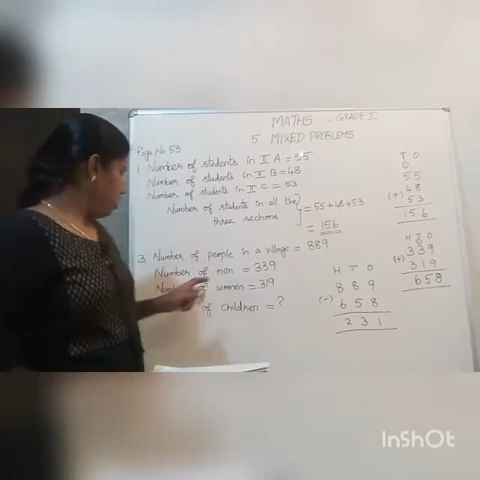 MATHS - GRADE II
5 MIXED PROBLEMS
Page No 53
1. Number of students in II A = 55
Number of students in II B = 48
Number of students in II C = 53
Number of students in all the three sections } = 55 + 48 + 53
= 156
T O
55
48
(+) 53
156
3. Number of people in a village = 889
Number of men = 339
women = 319
of children = ?
H T O
8 8 9
(-) 6 5 8
2 3 1
H T O
339
(+) 319
658
InShOt